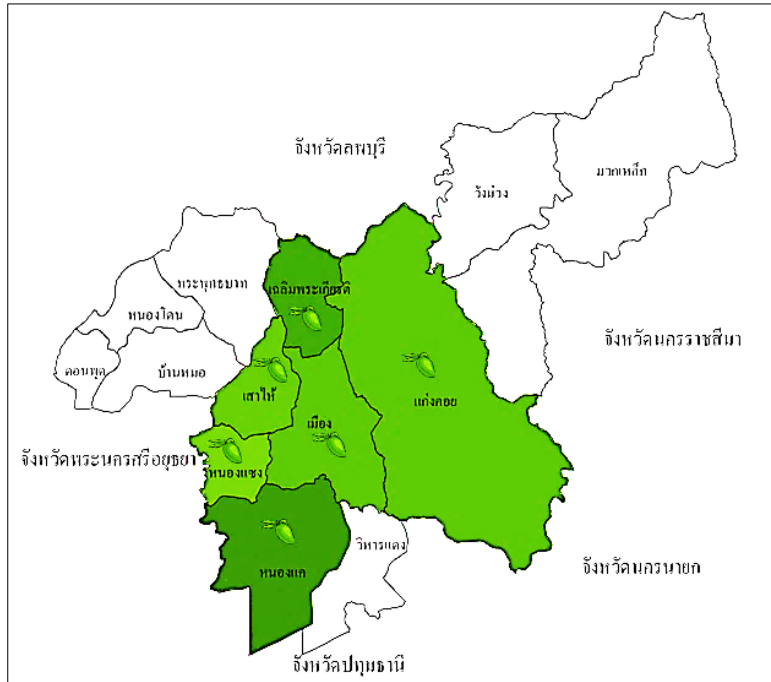 จังหวัดลพบุรี
มวกเหล็ก
วังม่วง
พระพุทธบาท
เฉลิมพระเกียรติ
หนองโดน
จังหวัดนครราชสีมา
ดอนพุด
บ้านหมอ
เสาไห้
แก่งคอย
เมือง
จังหวัดพระนครศรีอยุธยา
หนองแซง
วิหารแดง
หนองแค
จังหวัดนครนายก
จังหวัดปทุมธานี